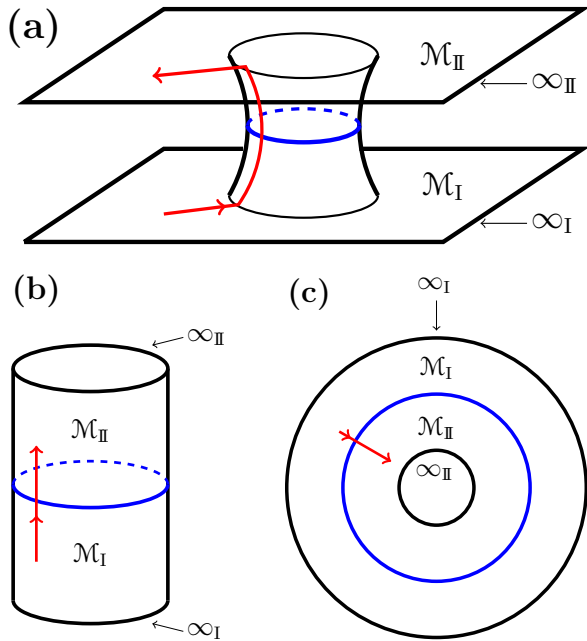 (a)
ℳ_Ⅱ
∞_Ⅱ
ℳ_I
∞_I
(b)
∞_Ⅱ
ℳ_Ⅱ
ℳ_I
∞_I
(c)
∞_I
ℳ_I
ℳ_Ⅱ
∞_Ⅱ